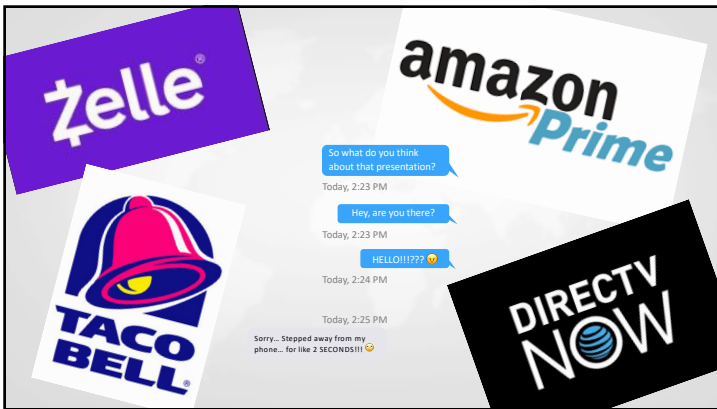 Zelle®
amazon
Prime
So what do you think
about that presentation?
Today, 2:23 PM
Hey, are you there?
Today, 2:23 PM
HELLO!!!??? 😠
Today, 2:24 PM
Today, 2:25 PM
Sorry... Stepped away from my
phone... for like 2 SECONDS!!! 🙄
TACO
BELL®
DIRECTV
NOW